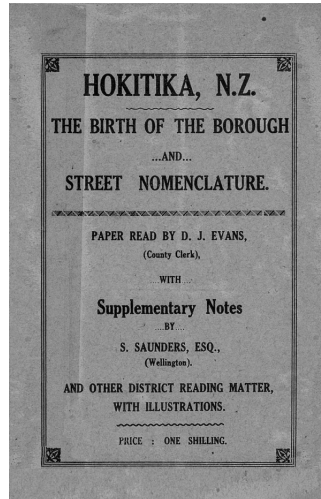 HOKITIKA, N.Z.
THE BIRTH OF THE BOROUGH
...AND...
STREET NOMENCLATURE.
PAPER READ BY D. J. EVANS,
(County Clerk),
....WITH....
Supplementary Notes
....BY....
S. SAUNDERS, ESQ.,
(Wellington).
AND OTHER DISTRICT READING MATTER,
WITH ILLUSTRATIONS.
PRICE : ONE SHILLING.